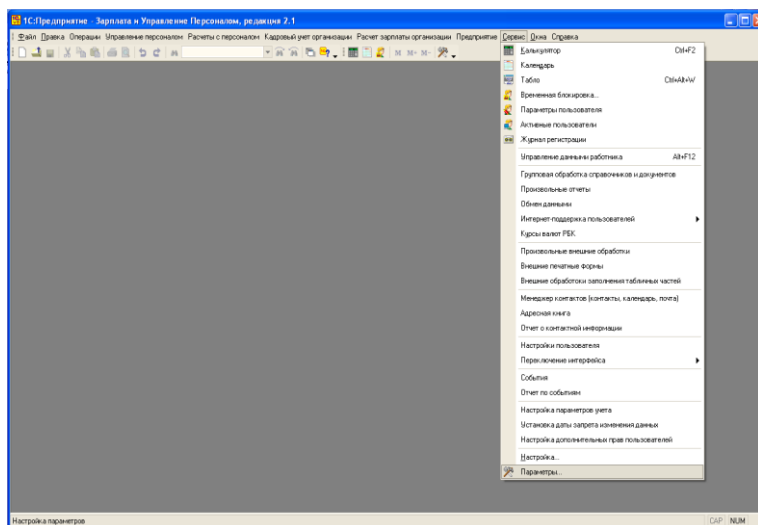 1С:Предприятие - Зарплата и Управление Персоналом, редакция 2.1
Файл Правка Операции Управление персоналом Расчеты с персоналом Кадровый учет организации Расчет зарплаты организации Предприятие Сервис Окна Справка
M M+ M-
Калькулятор Ctrl+F2
Календарь
Табло Ctrl+Alt+W
Временная блокировка...
Параметры пользователя
Активные пользователи
Журнал регистрации
Управление данными работника Alt+F12
Групповая обработка справочников и документов
Произвольные отчеты
Обмен данными
Интернет-поддержка пользователей
Курсы валют РБК
Произвольные внешние обработки
Внешние печатные формы
Внешние обработки заполнения табличных частей
Менеджер контактов (контакты, календарь, почта)
Адресная книга
Отчет о контактной информации
Настройки пользователя
Переключение интерфейса
События
Отчет по событиям
Настройка параметров учета
Установка даты запрета изменения данных
Настройка дополнительных прав пользователей
Настройка...
Параметры...
Настройка параметров CAP NUM